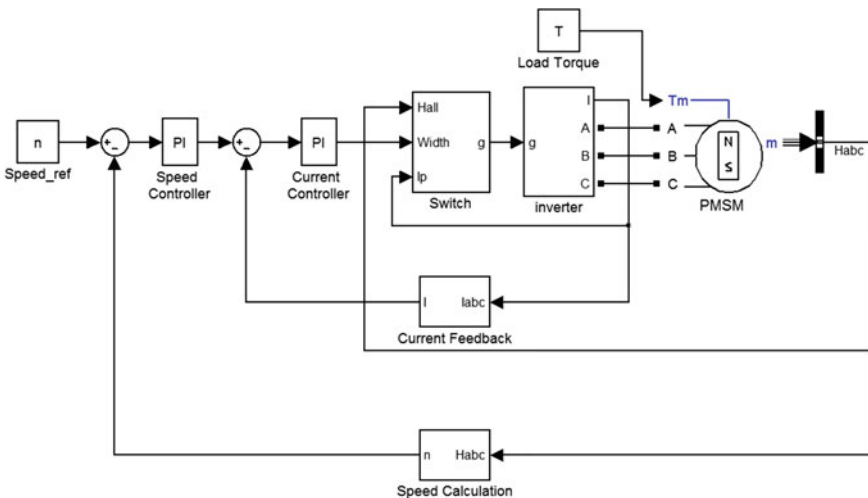 T
Load Torque
n
Speed_ref
+
−
PI
Speed
Controller
+
−
PI
Current
Controller
Hall
Width
Ip
g
Switch
g
I
A
B
C
inverter
Tm
A
B
C
N
S
m
PMSM
Habc
I
Iabc
Current Feedback
n
Habc
Speed Calculation